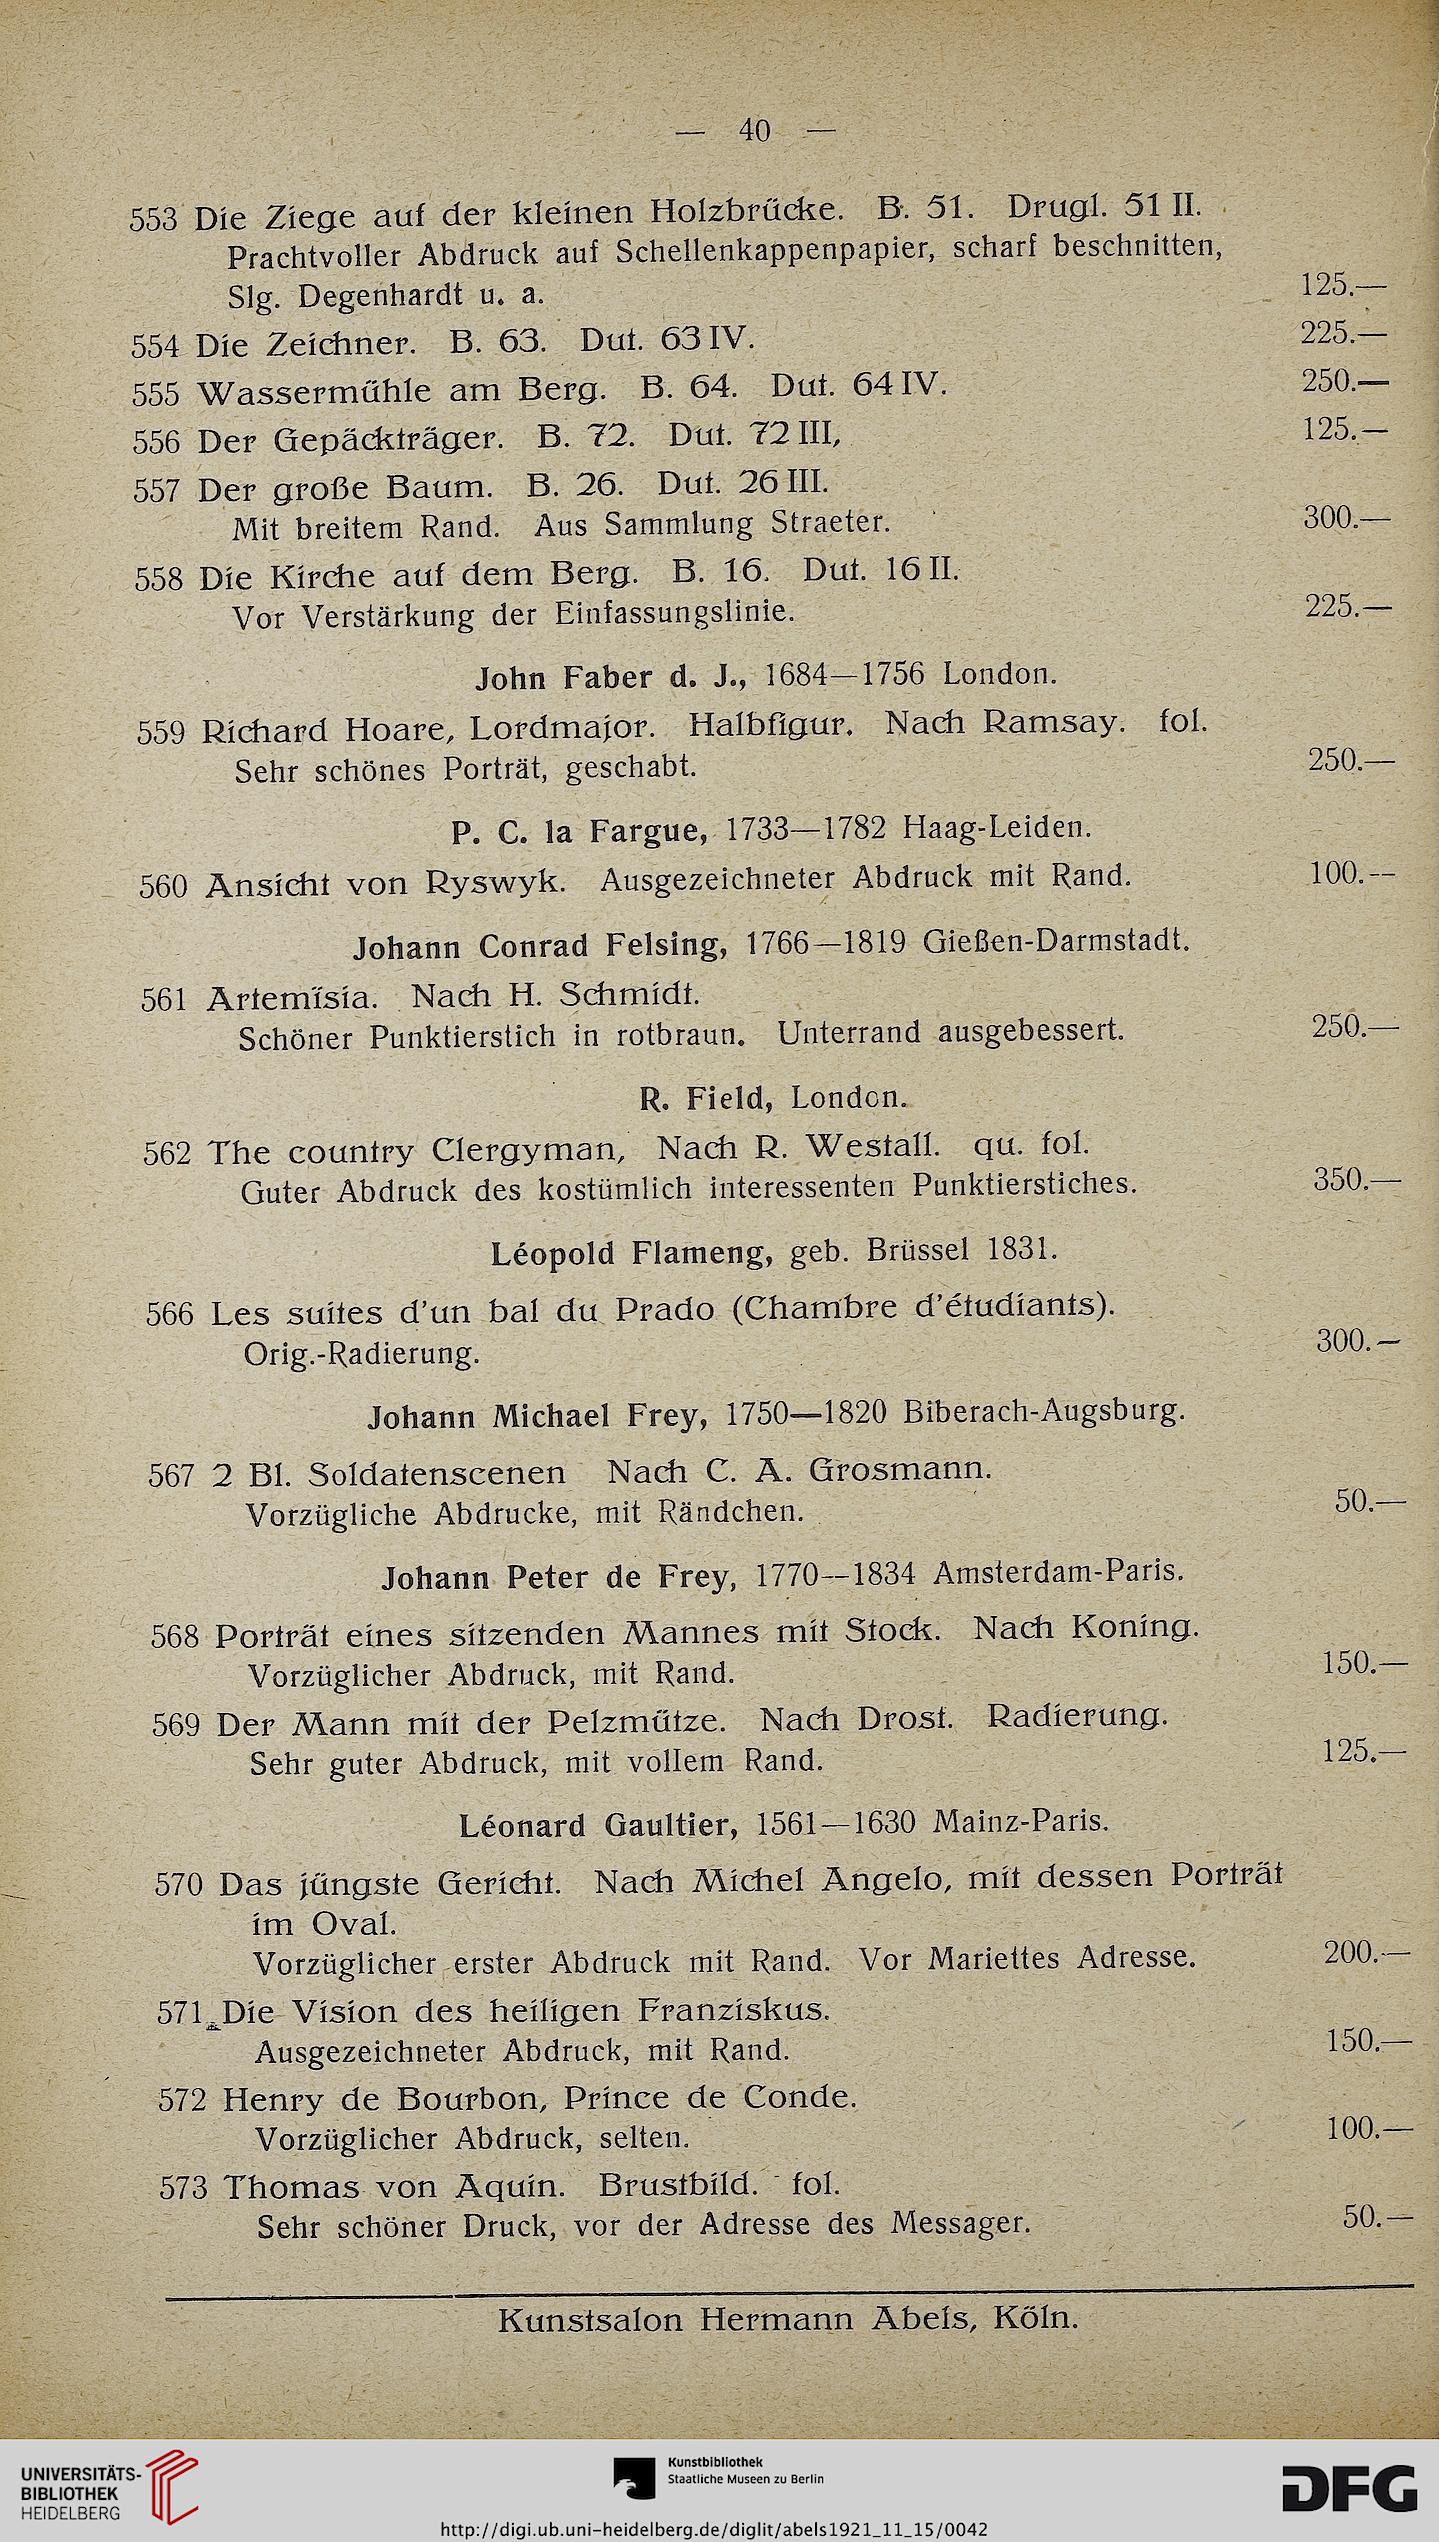 — 40 —
553 Die Ziege auf der kleinen Holzbrücke. B. 51. Drugl. 51 II.
Prachtvoller Abdruck auf Schellenkappenpapier, scharf beschnitten,
Slg. Degenhardt u. a. 125.—
554 Die Zeichner. B. 63. Dut. 63 IV. 225.—
555 Wassermühle am Berg. B. 64. Dut. 64 IV. 250.—
556 Der Gepäckträger. B. 72. Dut. 72 III, 125.—
557 Der große Baum. B. 26. Dut. 26 III.
Mit breitem Rand. Aus Sammlung Straeter. 300.—
558 Die Kirche auf dem Berg. B. 16. Dut. 16 II.
Vor Verstärkung der Einfassungslinie. 225.—
John Faber d. J., 1684—1756 London.
559 Richard Hoare, Lordmajor. Halbfigur. Nach Ramsay. fol.
Sehr schönes Porträt, geschabt. 250.—
P. C. la Fargue, 1733—1782 Haag-Leiden.
560 Ansicht von Ryswyk. Ausgezeichneter Abdruck mit Rand. 100.--
Johann Conrad Felsing, 1766—1819 Gießen-Darmstadt.
561 Artemisia. Nach H. Schmidt.
Schöner Punktierstich in rotbraun. Unterrand ausgebessert. 250.—
R. Field, London.
562 The country Clergyman, Nach R. Westall. qu. fol.
Guter Abdruck des kostümlich interessenten Punktierstiches. 350.—
Léopold Flameng, geb. Brüssel 1831.
566 Les suites d'un bal du Prado (Chambre d'étudiants).
Orig.-Radierung. 300.—
Johann Michael Frey, 1750—1820 Biberach-Augsburg.
567 2 Bl. Soldatenscenen Nach C. A. Grosmann.
Vorzügliche Abdrucke, mit Rändchen. 50.—
Johann Peter de Frey, 1770—1834 Amsterdam-Paris.
568 Porträt eines sitzenden Mannes mit Stock. Nach Koning.
Vorzüglicher Abdruck, mit Rand. 150.—
569 Der Mann mit der Pelzmütze. Nach Drost. Radierung.
Sehr guter Abdruck, mit vollem Rand. 125.—
Léonard Gaultier, 1561—1630 Mainz-Paris.
570 Das jüngste Gericht. Nach Michel Angelo, mit dessen Porträt
im Oval.
Vorzüglicher erster Abdruck mit Rand. Vor Mariettes Adresse. 200.—
571 Die Vision des heiligen Franziskus.
Ausgezeichneter Abdruck, mit Rand. 150.—
572 Henry de Bourbon, Prince de Conde.
Vorzüglicher Abdruck, selten. 100.—
573 Thomas von Aquin. Brustbild. fol.
Sehr schöner Druck, vor der Adresse des Messager. 50.—
Kunstsalon Hermann Abels, Köln.
UNIVERSITÄTS-
BIBLIOTHEK
HEIDELBERG
Kunstbibliothek
Staatliche Museen zu Berlin
DFG
http://digi.ub.uni-heidelberg.de/diglit/abels1921_11_15/0042